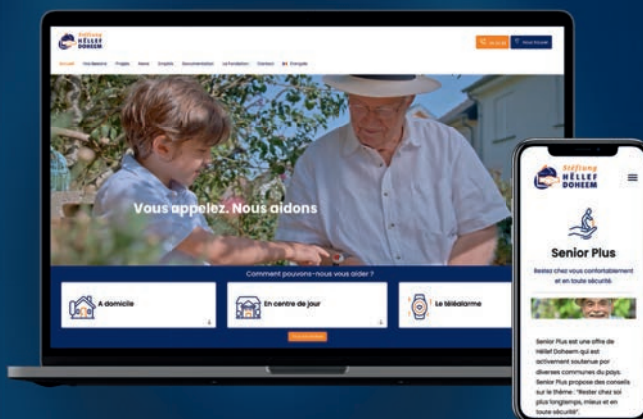 Stëftung
HËLLEF
DOHEEM
Nous trouver
Accueil Vos Besoins Projets News Emplois Documentation La Fondation Contact Français
Vous appelez. Nous aidons
Comment pouvons-nous vous aider ?
A domicile
En centre de jour
Le téléalarme
Stëftung
HËLLEF
DOHEEM
Senior Plus
Restez chez vous confortablement
et en toute sécurité.
Senior Plus est une offre de
Hëllef Doheem qui est
activement soutenue par
diverses communes du pays.
Senior Plus propose des conseils
sur le thème : "Rester chez soi
plus longtemps, mieux et en
toute sécurité".